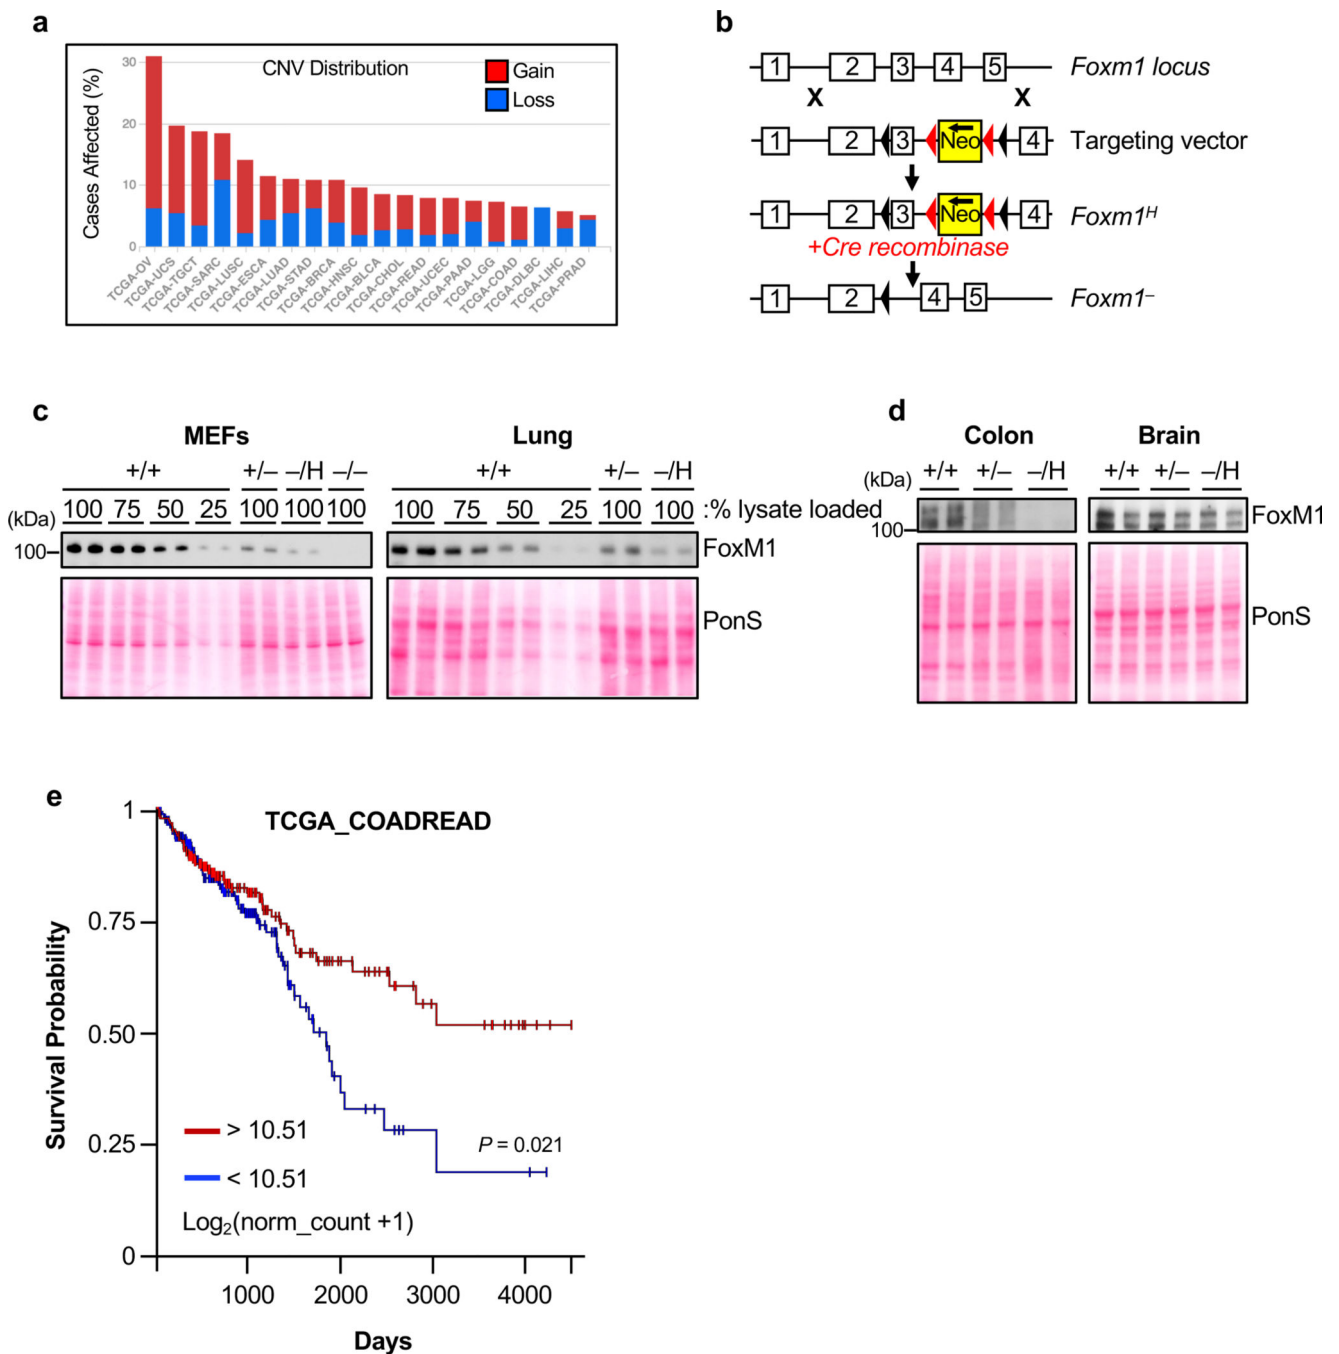 a
CNV Distribution
Gain
Loss
Cases Affected (%)
30
20
10
0
TCGA-OV
TCGA-UCS
TCGA-TGCT
TCGA-SARC
TCGA-LUSC
TCGA-ESCA
TCGA-LUAD
TCGA-STAD
TCGA-BRCA
TCGA-HNSC
TCGA-BLCA
TCGA-CHOL
TCGA-READ
TCGA-UCEC
TCGA-PAAD
TCGA-LGG
TCGA-COAD
TCGA-DLBC
TCGA-LIHC
TCGA-PRAD
b
1 2 3 4 5 Foxm1 locus
X X
1 2 3 Neo 4 Targeting vector
1 2 3 Neo 4 Foxm1ᴴ
+Cre recombinase
1 2 4 5 Foxm1⁻
c
MEFs Lung
+/+ +/– –/H –/– +/+ +/– –/H
(kDa) 100 75 50 25 100 100 100 100 75 50 25 100 100 :% lysate loaded
100 FoxM1
PonS
d
Colon Brain
+/+ +/– –/H +/+ +/– –/H
(kDa)
100 FoxM1
PonS
e
TCGA_COADREAD
Survival Probability
1
0.75
0.50
0.25
0
> 10.51
< 10.51
Log₂(norm_count +1)
P = 0.021
1000 2000 3000 4000
Days